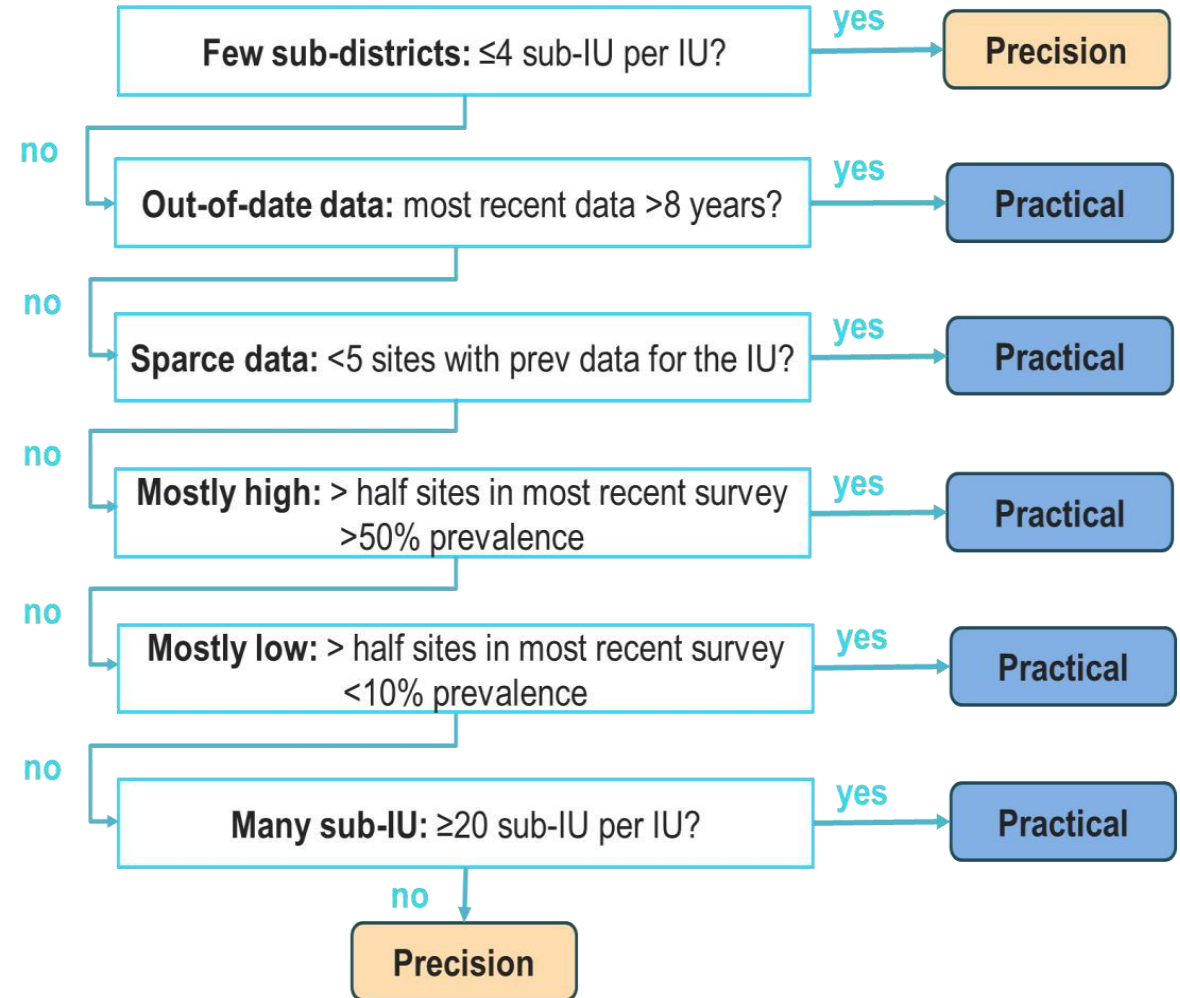 Few sub-districts: ≤4 sub-IU per IU?
yes
Precision
no
Out-of-date data: most recent data >8 years?
yes
Practical
no
Sparce data: <5 sites with prev data for the IU?
yes
Practical
no
Mostly high: > half sites in most recent survey
>50% prevalence
yes
Practical
no
Mostly low: > half sites in most recent survey
<10% prevalence
yes
Practical
no
Many sub-IU: ≥20 sub-IU per IU?
yes
Practical
no
Precision